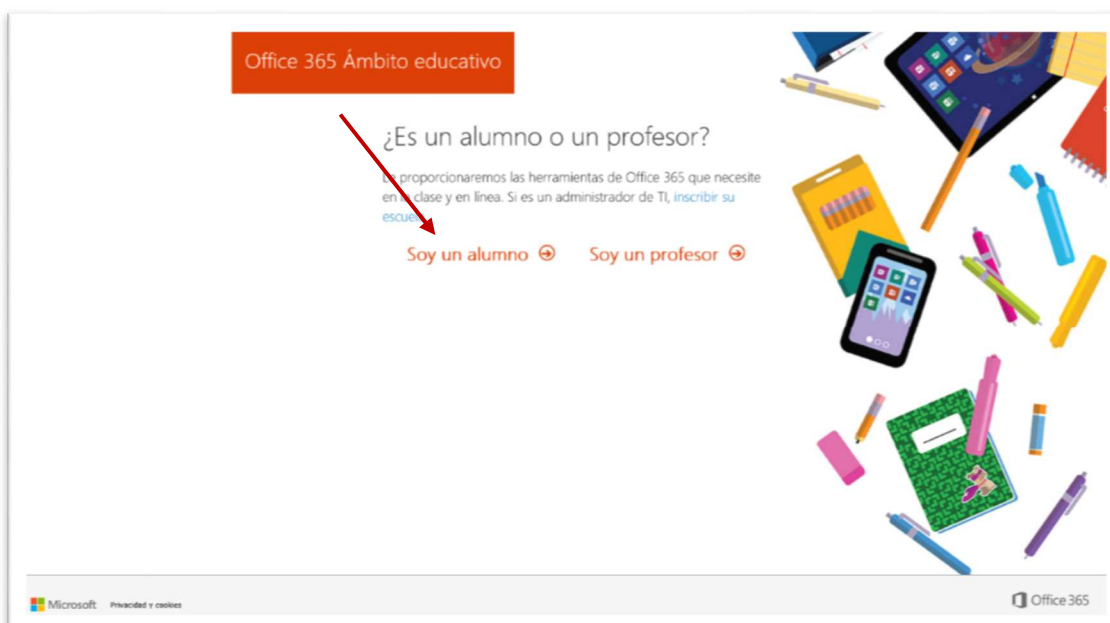 Office 365 Ámbito educativo
¿Es un alumno o un profesor?
Le proporcionaremos las herramientas de Office 365 que necesite
en la clase y en línea. Si es un administrador de TI, inscribir su
escuela
Soy un alumno
Soy un profesor
Microsoft
Privacidad y cookies
Office 365